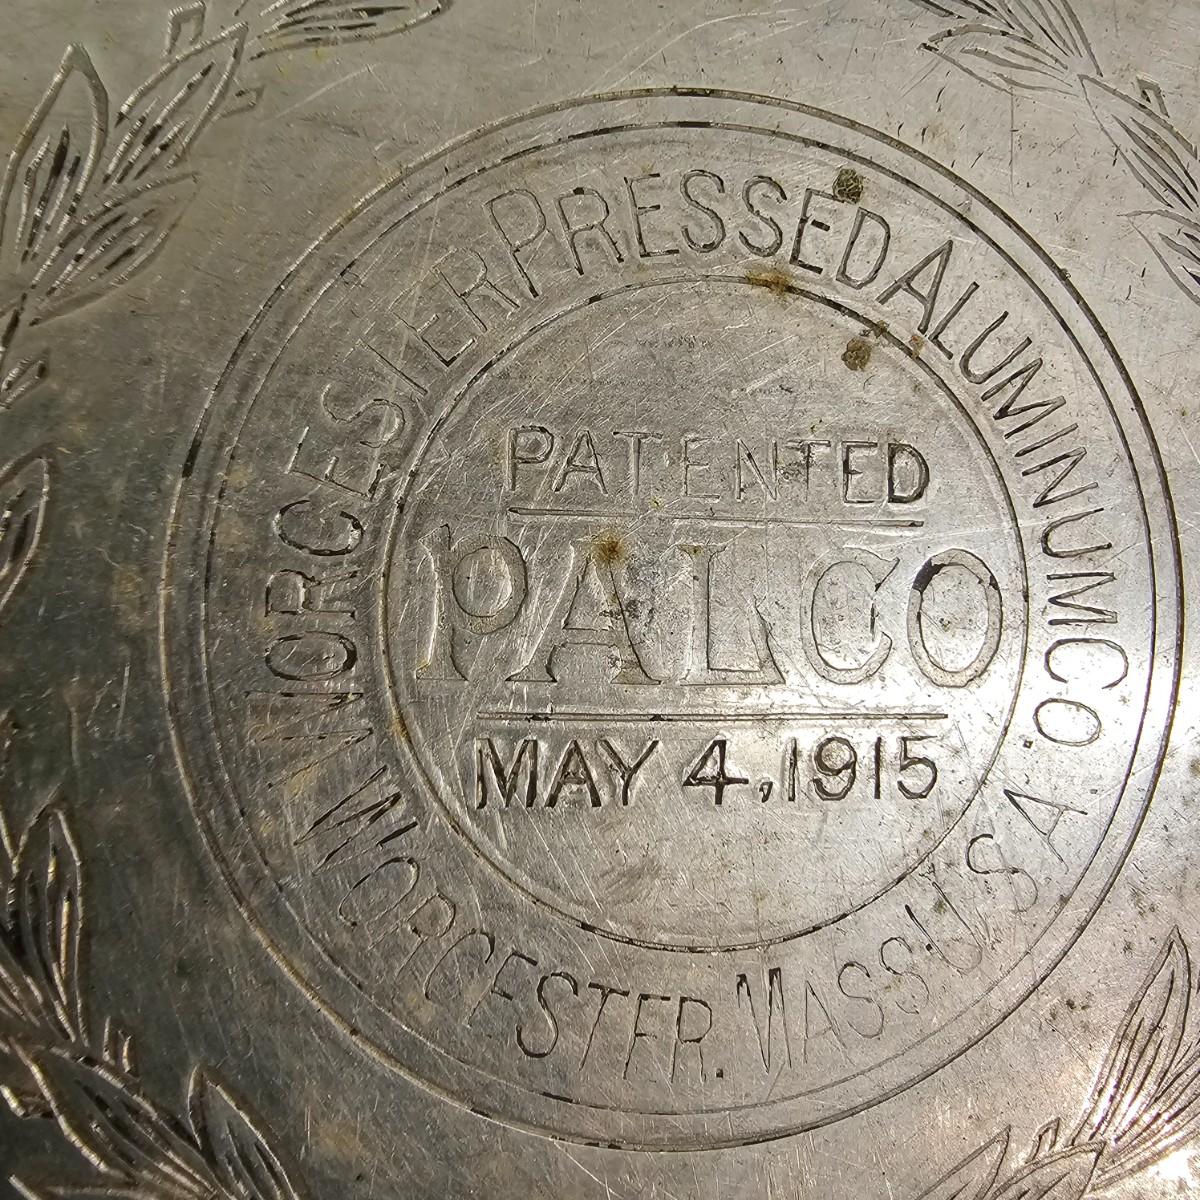 WORCESTER PRESSED ALUMINUM CO.
PATENTED
PALCO
MAY 4, 1915
WORCESTER. MASS. U.S.A.